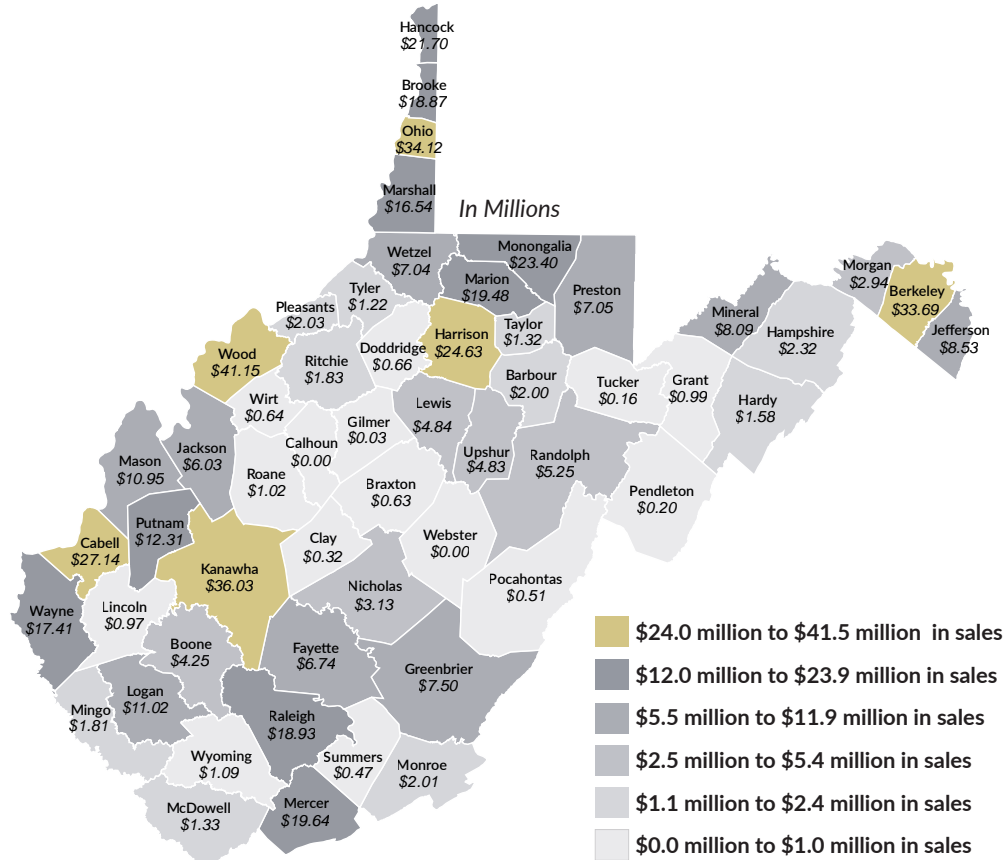 Hancock
$21.70
Brooke
$18.87
Ohio
$34.12
Marshall
$16.54
In Millions
Wetzel
$7.04
Monongalia
$23.40
Marion
$19.48
Preston
$7.05
Morgan
$2.94
Berkeley
$33.69
Jefferson
$8.53
Mineral
$8.09
Hampshire
$2.32
Tyler
$1.22
Pleasants
$2.03
Doddridge
$0.66
Harrison
$24.63
Taylor
$1.32
Wood
$41.15
Ritchie
$1.83
Barbour
$2.00
Tucker
$0.16
Grant
$0.99
Hardy
$1.58
Wirt
$0.64
Gilmer
$0.03
Lewis
$4.84
Calhoun
$0.00
Upshur
$4.83
Randolph
$5.25
Jackson
$6.03
Mason
$10.95
Roane
$1.02
Braxton
$0.63
Pendleton
$0.20
Putnam
$12.31
Clay
$0.32
Webster
$0.00
Cabell
$27.14
Kanawha
$36.03
Nicholas
$3.13
Pocahontas
$0.51
Wayne
$17.41
Lincoln
$0.97
Boone
$4.25
Fayette
$6.74
Greenbrier
$7.50
Logan
$11.02
Mingo
$1.81
Raleigh
$18.93
Wyoming
$1.09
Summers
$0.47
Monroe
$2.01
McDowell
$1.33
Mercer
$19.64
$24.0 million to $41.5 million in sales
$12.0 million to $23.9 million in sales
$5.5 million to $11.9 million in sales
$2.5 million to $5.4 million in sales
$1.1 million to $2.4 million in sales
$0.0 million to $1.0 million in sales